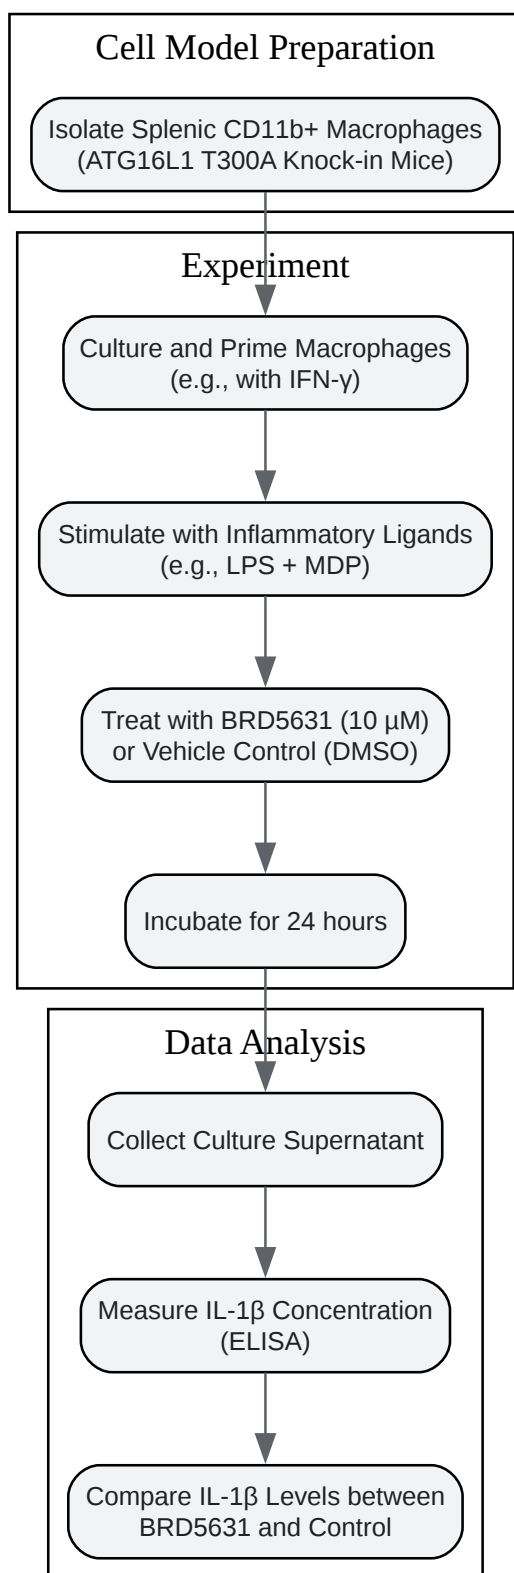 Cell Model Preparation
Isolate Splenic CD11b+ Macrophages
(ATG16L1 T300A Knock-in Mice)
Experiment
Culture and Prime Macrophages
(e.g., with IFN-γ)
Stimulate with Inflammatory Ligands
(e.g., LPS + MDP)
Treat with BRD5631 (10 µM)
or Vehicle Control (DMSO)
Incubate for 24 hours
Data Analysis
Collect Culture Supernatant
Measure IL-1β Concentration
(ELISA)
Compare IL-1β Levels between
BRD5631 and Control